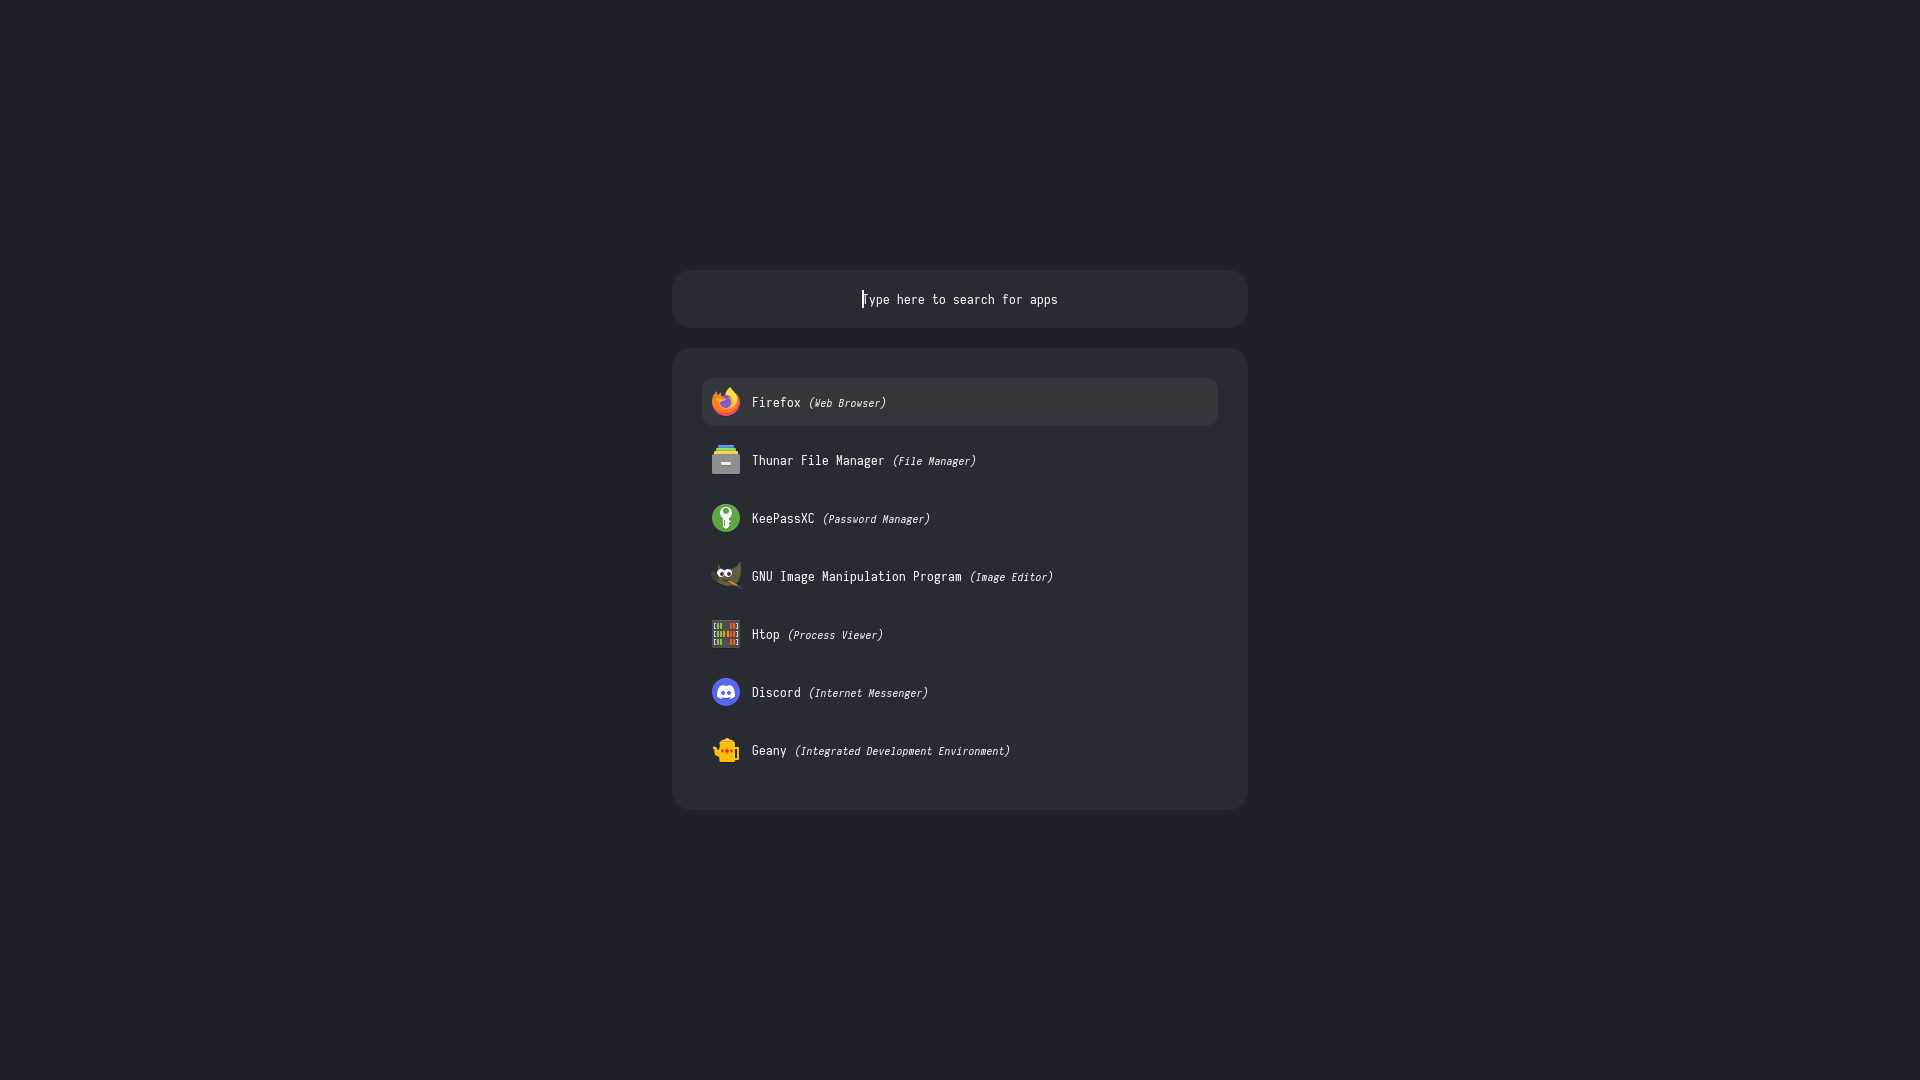 Type here to search for apps
Firefox (Web Browser)
Thunar File Manager (File Manager)
KeePassXC (Password Manager)
GNU Image Manipulation Program (Image Editor)
Htop (Process Viewer)
Discord (Internet Messenger)
Geany (Integrated Development Environment)